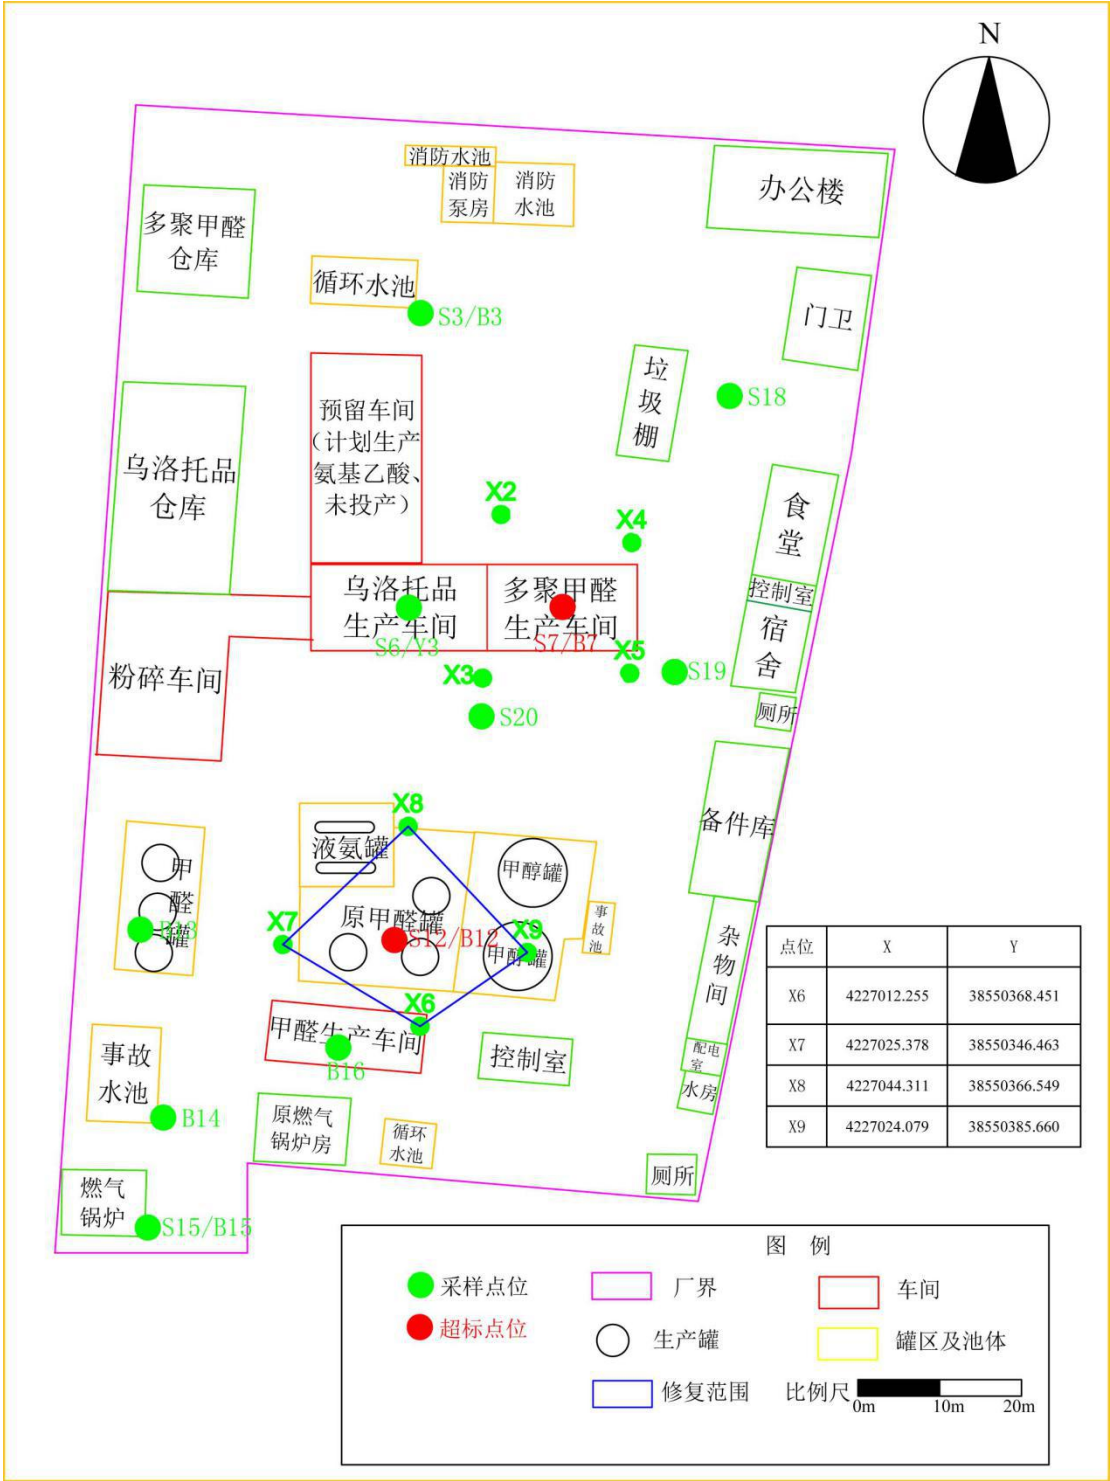 N
消防水池
消防
泵房
消防
水池
办公楼
多聚甲醛
仓库
循环水池
S3/B3
门卫
垃
圾
棚
S18
预留车间
(计划生产
氨基乙酸、
未投产)
乌洛托品
仓库
X2
X4
食
堂
控制室
宿
舍
厕所
乌洛托品
生产车间
S6/Y3
多聚甲醛
生产车间
S7/B7
X5
X3
S19
S20
粉碎车间
备件库
X8
液氨罐
甲醇罐
甲
醛
罐
B13
X7
原甲醛罐
S12/B12
X9
甲醇罐
事
故
池
杂
物
间
X6
甲醛生产车间
B16
控制室
配电
室
水房
事故
水池
B14
原燃气
锅炉房
循环
水池
厕所
燃气
锅炉
S15/B15
点位 X Y
X6 4227012.255 38550368.451
X7 4227025.378 38550346.463
X8 4227044.311 38550366.549
X9 4227024.079 38550385.660
图 例
采样点位 厂界 车间
超标点位 生产罐 罐区及池体
修复范围 比例尺
0m 10m 20m